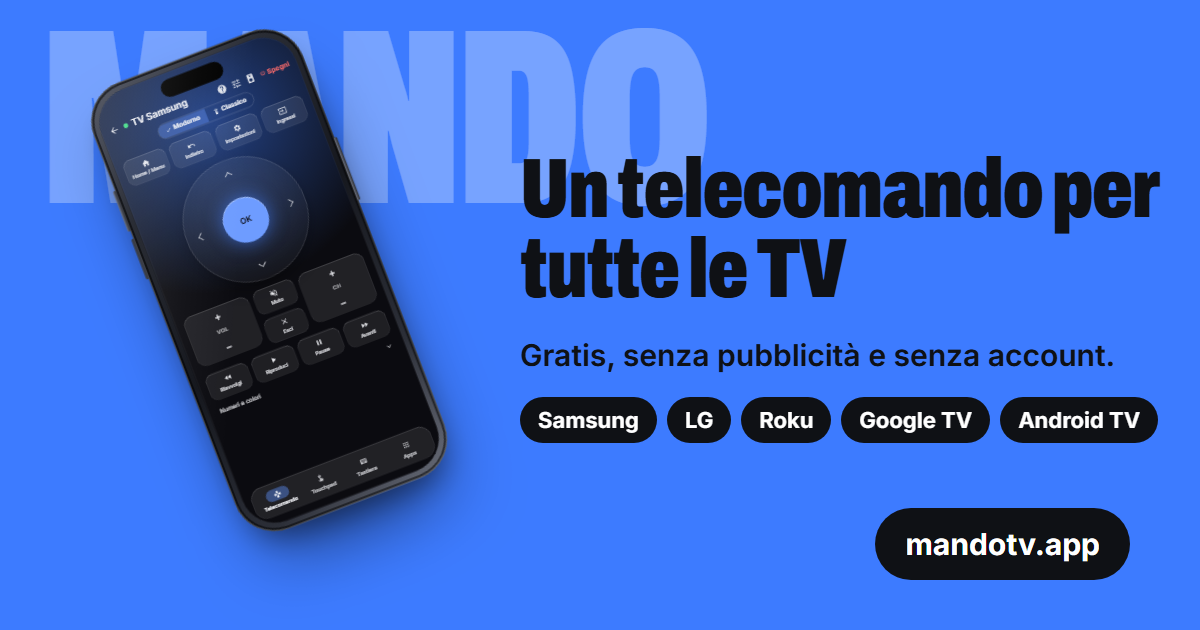 MANDO
TV Samsung
Spegni
Moderno
Classico
Home / Menu
Indietro
Impostazioni
Ingressi
OK
VOL
Muto
CH
Esci
Riavvolgi
Riproduci
Pausa
Avanti
Numeri e colori
Telecomando
Touchpad
Tastiera
Apps
Un telecomando per
tutte le TV
Gratis, senza pubblicità e senza account.
Samsung
LG
Roku
Google TV
Android TV
mandotv.app